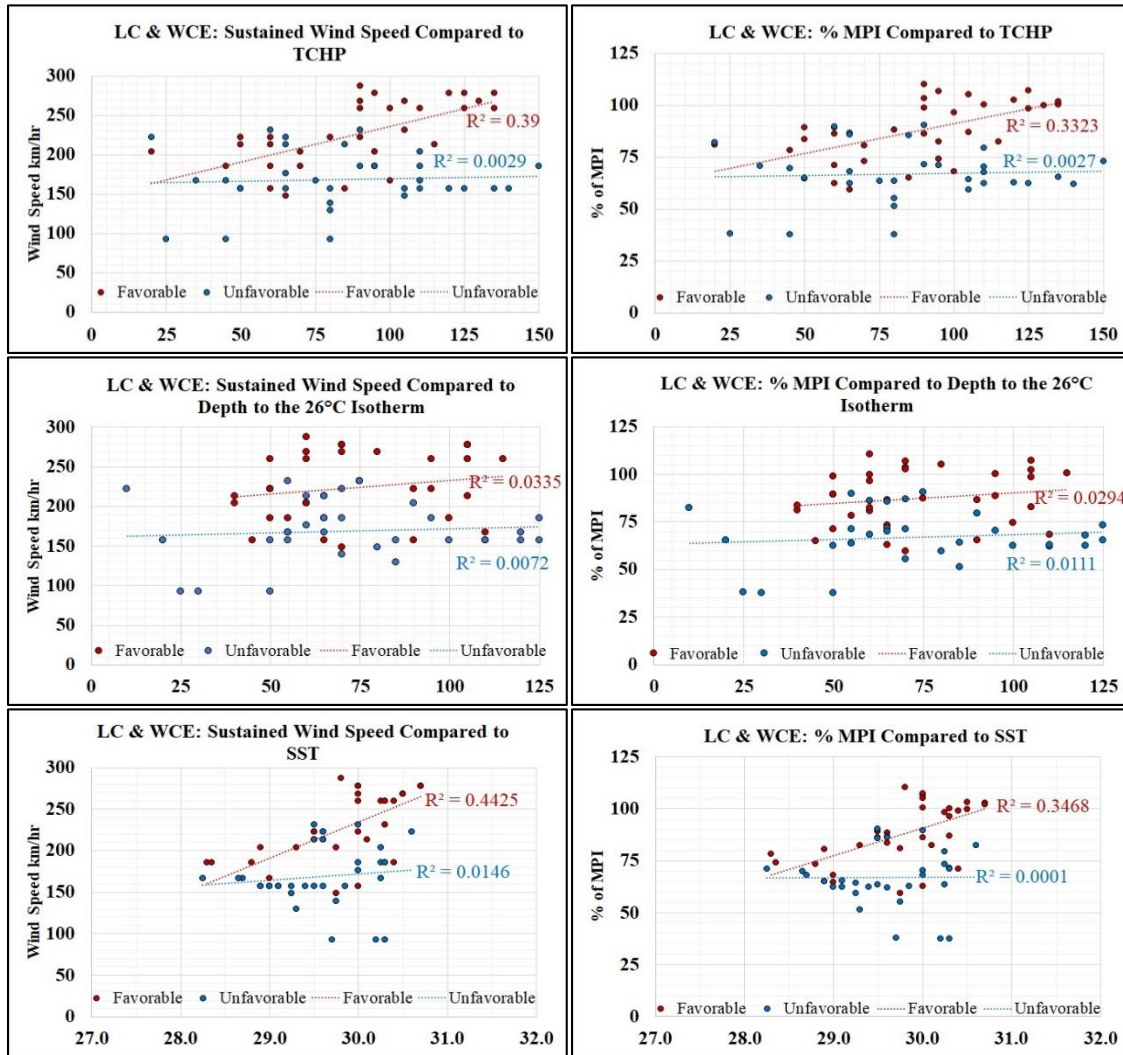 LC & WCE: Sustained Wind Speed Compared to
TCHP
Wind Speed km/hr
300
250
200
150
100
50
0
R² = 0.39
R² = 0.0029
Favorable Unfavorable Favorable Unfavorable
0 25 50 75 100 125 150
LC & WCE: % MPI Compared to TCHP
% of MPI
125
100
75
50
25
0
R² = 0.3323
R² = 0.0027
Favorable Unfavorable Favorable Unfavorable
0 25 50 75 100 125 150
LC & WCE: Sustained Wind Speed Compared to
Depth to the 26°C Isotherm
Wind Speed km/hr
300
250
200
150
100
50
0
R² = 0.0335
R² = 0.0072
Favorable Unfavorable Favorable Unfavorable
0 25 50 75 100 125
LC & WCE: % MPI Compared to Depth to the 26°C
Isotherm
% of MPI
125
100
75
50
25
0
R² = 0.0294
R² = 0.0111
Favorable Unfavorable Favorable Unfavorable
0 25 50 75 100 125
LC & WCE: Sustained Wind Speed Compared to
SST
Wind Speed km/hr
300
250
200
150
100
50
0
R² = 0.4425
R² = 0.0146
Favorable Unfavorable Favorable Unfavorable
27.0 28.0 29.0 30.0 31.0 32.0
LC & WCE: % MPI Compared to SST
% of MPI
125
100
75
50
25
0
R² = 0.3468
R² = 0.0001
Favorable Unfavorable Favorable Unfavorable
27.0 28.0 29.0 30.0 31.0 32.0